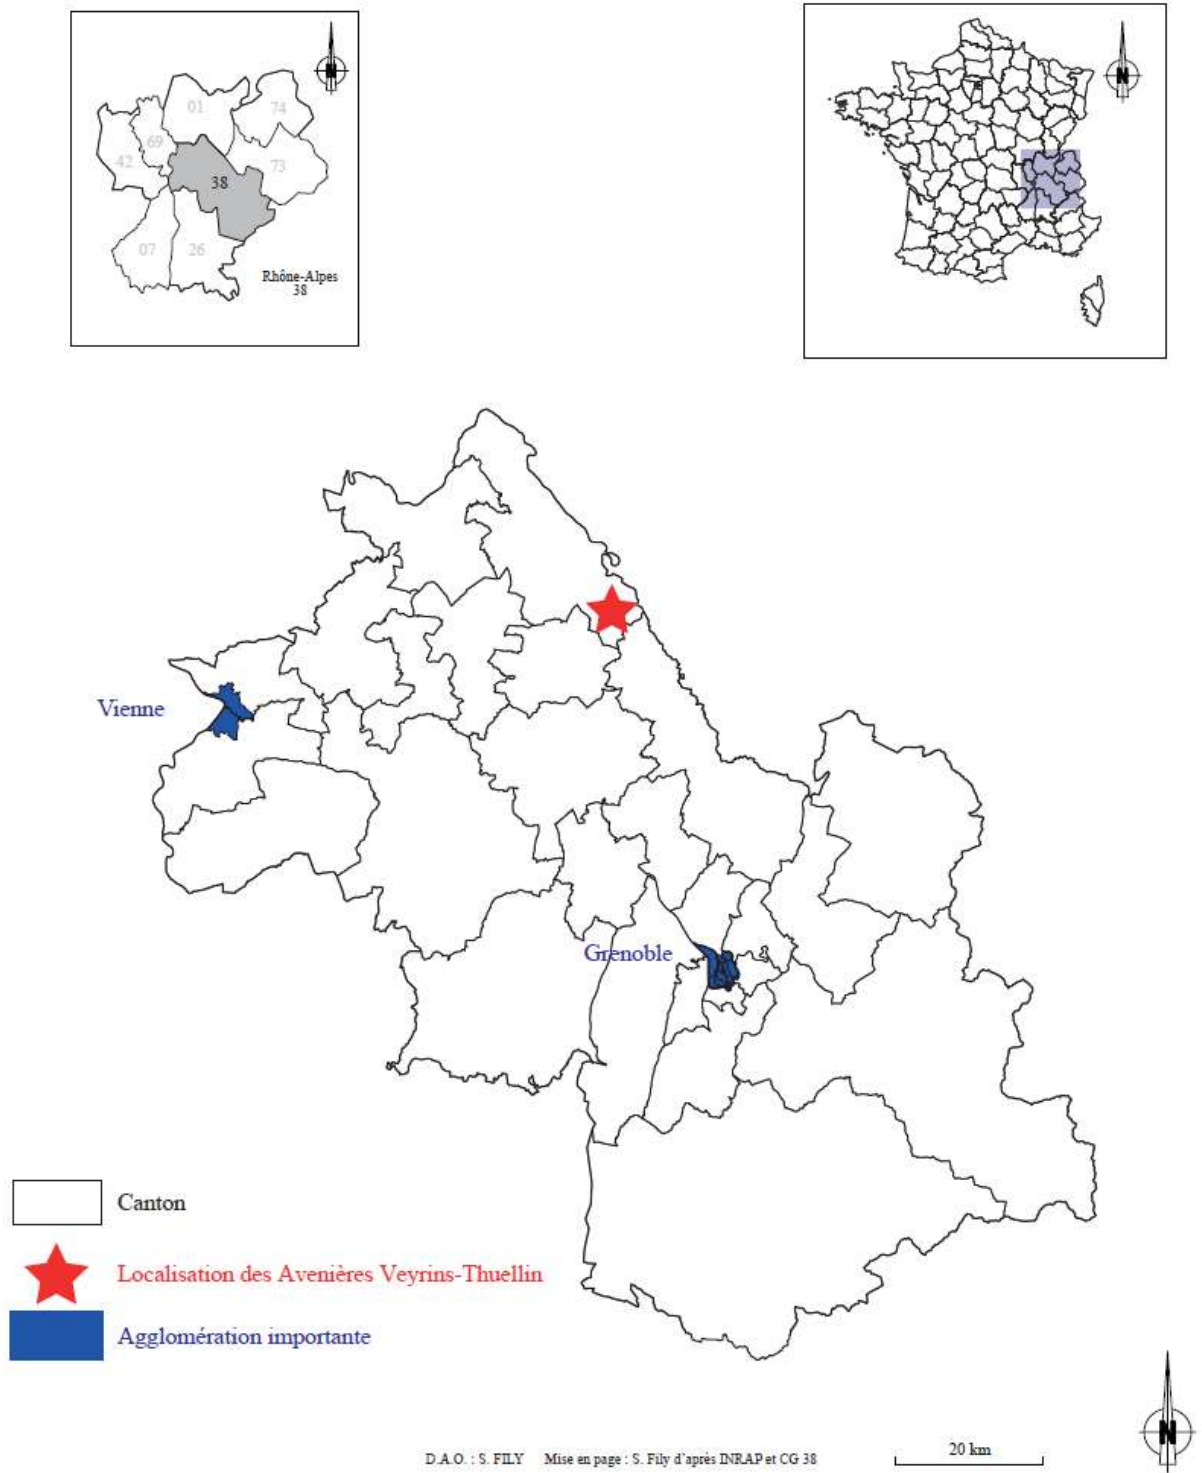 N
01
74
69
42
73
38
07
26
Rhône-Alpes
38
N
Vienne
Grenoble
Canton
Localisation des Avenières Veyrins-Thuellin
Agglomération importante
N
D.A.O. : S. FILY Mise en page : S. Fily d'après INRAP et CG 38
20 km